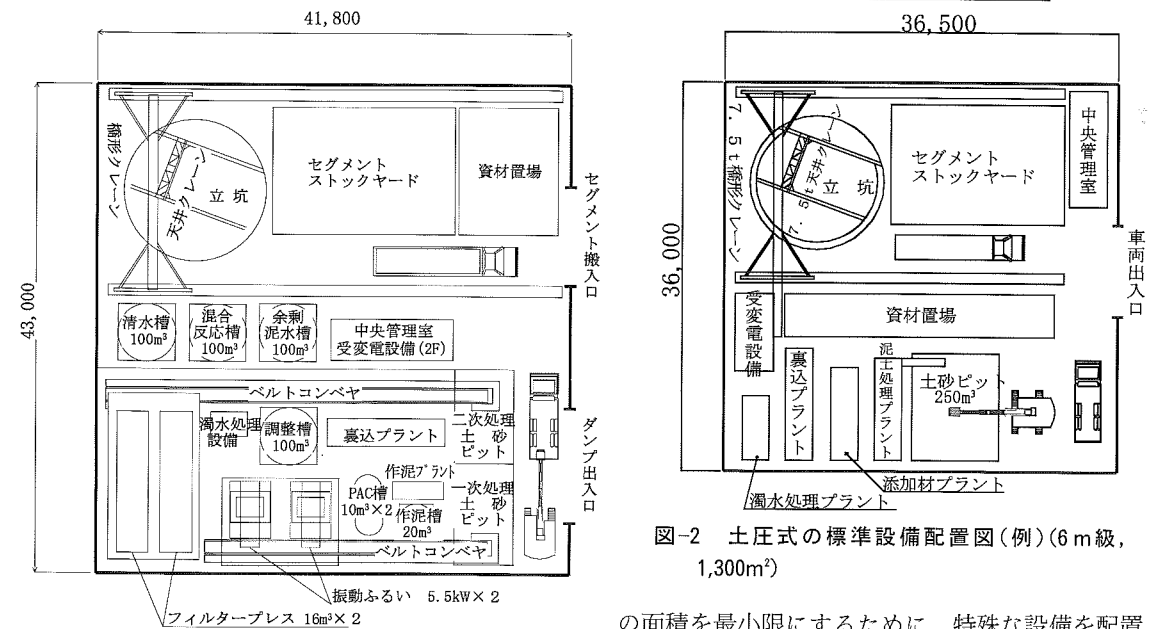 41,800
43,000
櫓形クレーン
天井クレーン
立坑
セグメント
ストックヤード
資材置場
セグメント搬入口
清水槽
100m³
混合
反応槽
100m³
余剰
泥水槽
100m³
中央管理室
受変電設備(2F)
ベルトコンベヤ
濁水処理
設備
調整槽
100m³
裏込プラント
二次処理
土砂
ピット
ダンプ出入口
作泥プラント
PAC槽
10m³×2
作泥槽
20m³
一次処理
土砂
ピット
ベルトコンベヤ
振動ふるい 5.5kW×2
フィルタープレス 16m³×2
36,500
36,000
7.5t櫓形クレーン
7.5t天井クレーン
立坑
セグメント
ストックヤード
中央管理室
車両出入口
受変電設備
資材置場
裏込プラント
泥土処理プラント
土砂ピット
250m³
添加材プラント
濁水処理プラント
図-2 土圧式の標準設備配置図(例)(6m級,
1,300m²)
の面積を最小限にするために、特殊な設備を配置